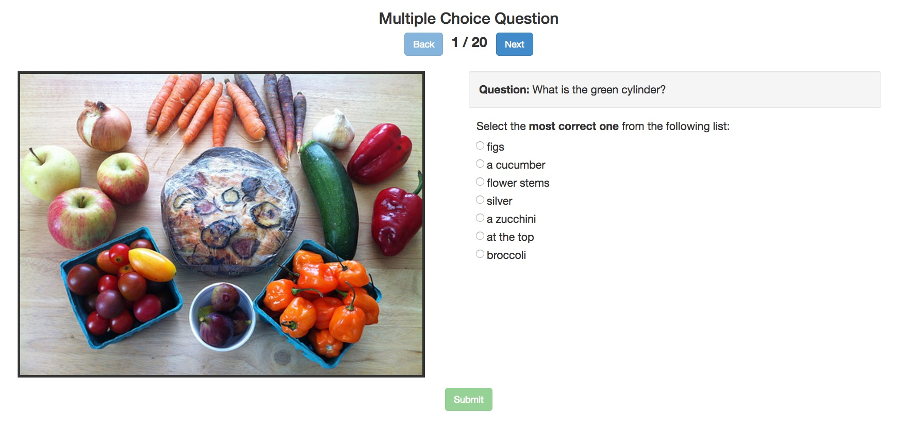 Multiple Choice Question
Back 1 / 20 Next
Question: What is the green cylinder?
Select the most correct one from the following list:
figs
a cucumber
flower stems
silver
a zucchini
at the top
broccoli
Submit